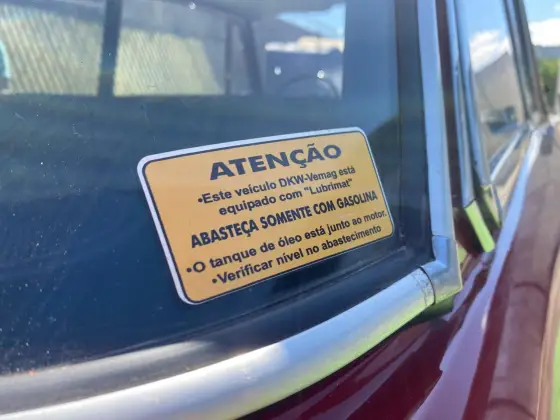 ATENÇÃO
•Este veículo DKW-Vemag está
equipado com "Lubrimat"
ABASTEÇA SOMENTE COM GASOLINA
•O tanque de óleo está junto ao motor.
•Verificar nível no abastecimento